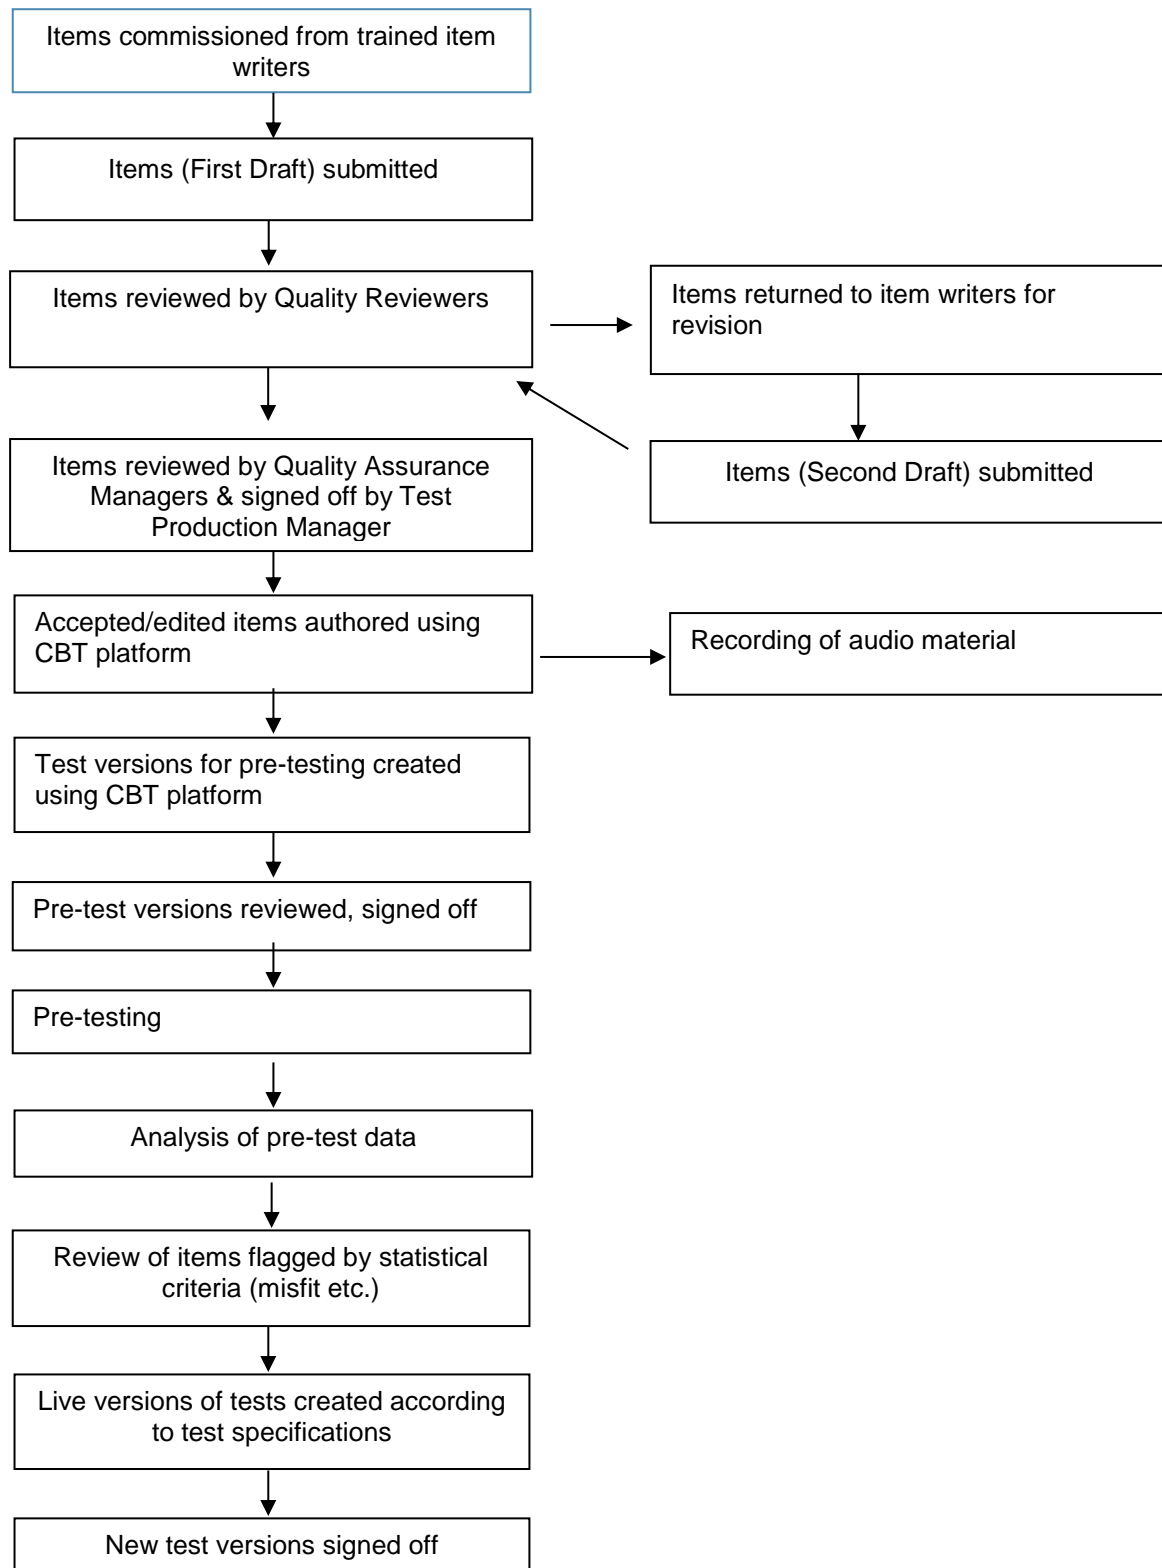 Items commissioned from trained item
writers
Items (First Draft) submitted
Items reviewed by Quality Reviewers
Items returned to item writers for
revision
Items reviewed by Quality Assurance
Managers & signed off by Test
Production Manager
Items (Second Draft) submitted
Accepted/edited items authored using
CBT platform
Recording of audio material
Test versions for pre-testing created
using CBT platform
Pre-test versions reviewed, signed off
Pre-testing
Analysis of pre-test data
Review of items flagged by statistical
criteria (misfit etc.)
Live versions of tests created according
to test specifications
New test versions signed off